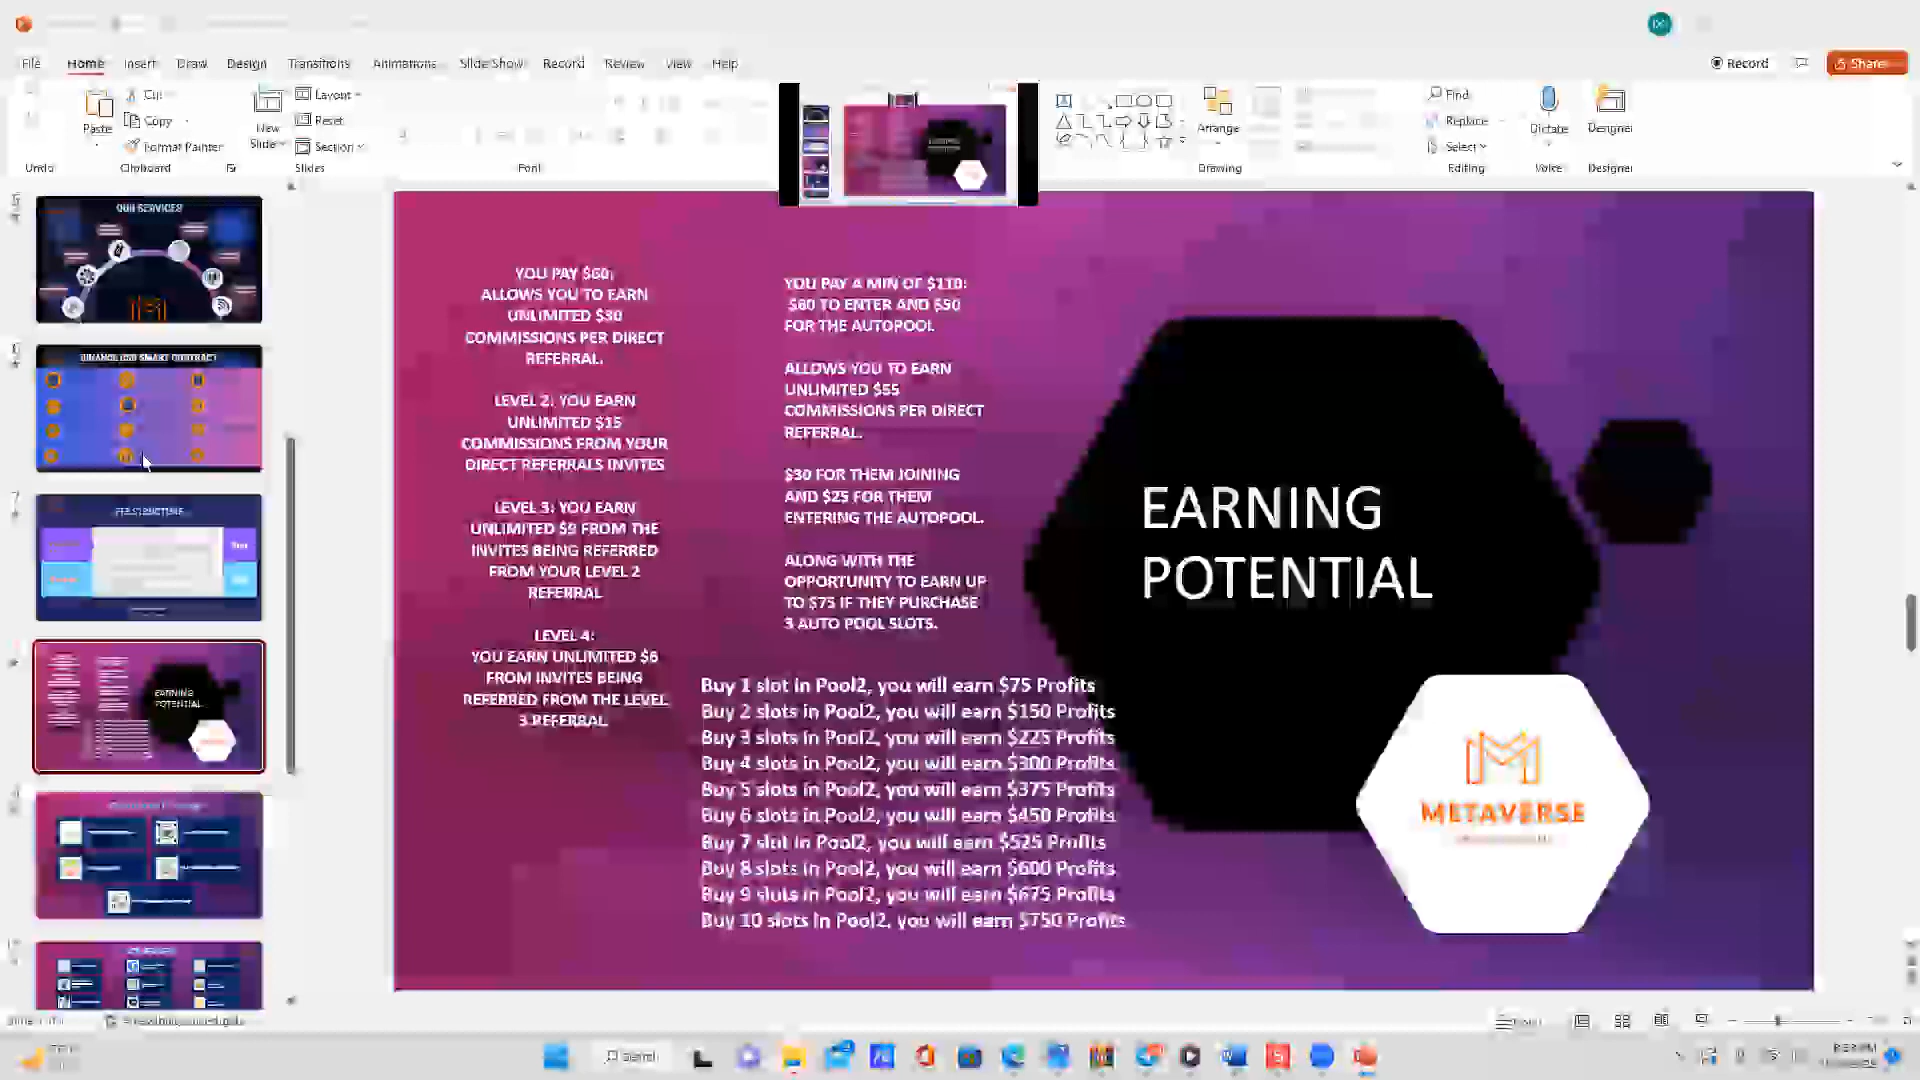 File Home Insert Draw Design Transitions Animations Slide Show Record Review View Help
Record
Share
Paste
Cut
Copy
Format Painter
New
Slide
Layout
Reset
Section
Arrange
Find
Replace
Select
Dictate
Designer
Undo
Clipboard
Slides
Font
Drawing
Editing
Voice
Designer
OUR SERVICES
EARNING
POTENTIAL
YOU PAY $60:
ALLOWS YOU TO EARN
UNLIMITED $30
COMMISSIONS PER DIRECT
REFERRAL.
LEVEL 2: YOU EARN
UNLIMITED $15
COMMISSIONS FROM YOUR
DIRECT REFERRALS INVITES
LEVEL 3: YOU EARN
UNLIMITED $9 FROM THE
INVITES BEING REFERRED
FROM YOUR LEVEL 2
REFERRAL
LEVEL 4:
YOU EARN UNLIMITED $6
FROM INVITES BEING
REFERRED FROM THE LEVEL
3 REFERRAL
YOU PAY A MIN OF $110:
$60 TO ENTER AND $50
FOR THE AUTOPOOL
ALLOWS YOU TO EARN
UNLIMITED $55
COMMISSIONS PER DIRECT
REFERRAL.
$30 FOR THEM JOINING
AND $25 FOR THEM
ENTERING THE AUTOPOOL.
ALONG WITH THE
OPPORTUNITY TO EARN UP
TO $75 IF THEY PURCHASE
3 AUTO POOL SLOTS.
Buy 1 slot in Pool2, you will earn $75 Profits
Buy 2 slots in Pool2, you will earn $150 Profits
Buy 3 slots in Pool2, you will earn $225 Profits
Buy 4 slots in Pool2, you will earn $300 Profits
Buy 5 slots in Pool2, you will earn $375 Profits
Buy 6 slots in Pool2, you will earn $450 Profits
Buy 7 slot in Pool2, you will earn $525 Profits
Buy 8 slots in Pool2, you will earn $600 Profits
Buy 9 slots in Pool2, you will earn $675 Profits
Buy 10 slots in Pool2, you will earn $750 Profits
EARNING
POTENTIAL
METAVERSE
Search